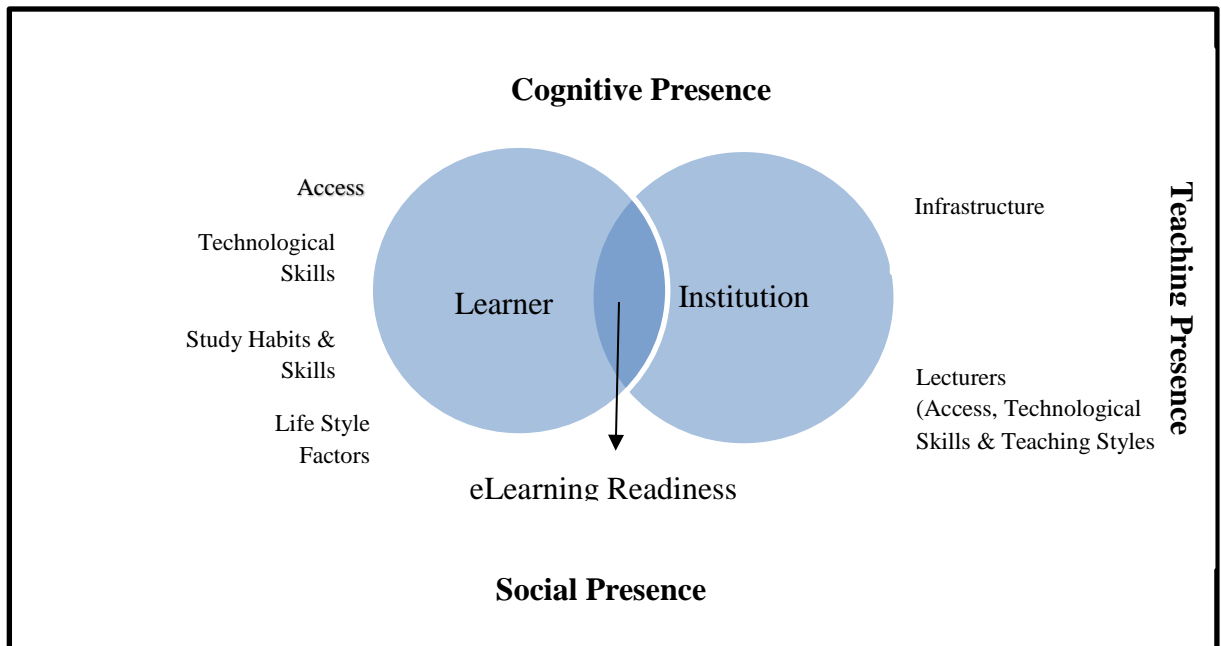 Cognitive Presence
Access
Technological
Skills
Study Habits &
Skills
Life Style
Factors
Learner
Institution
eLearning Readiness
Infrastructure
Lecturers
(Access, Technological
Skills & Teaching Styles
Teaching Presence
Social Presence